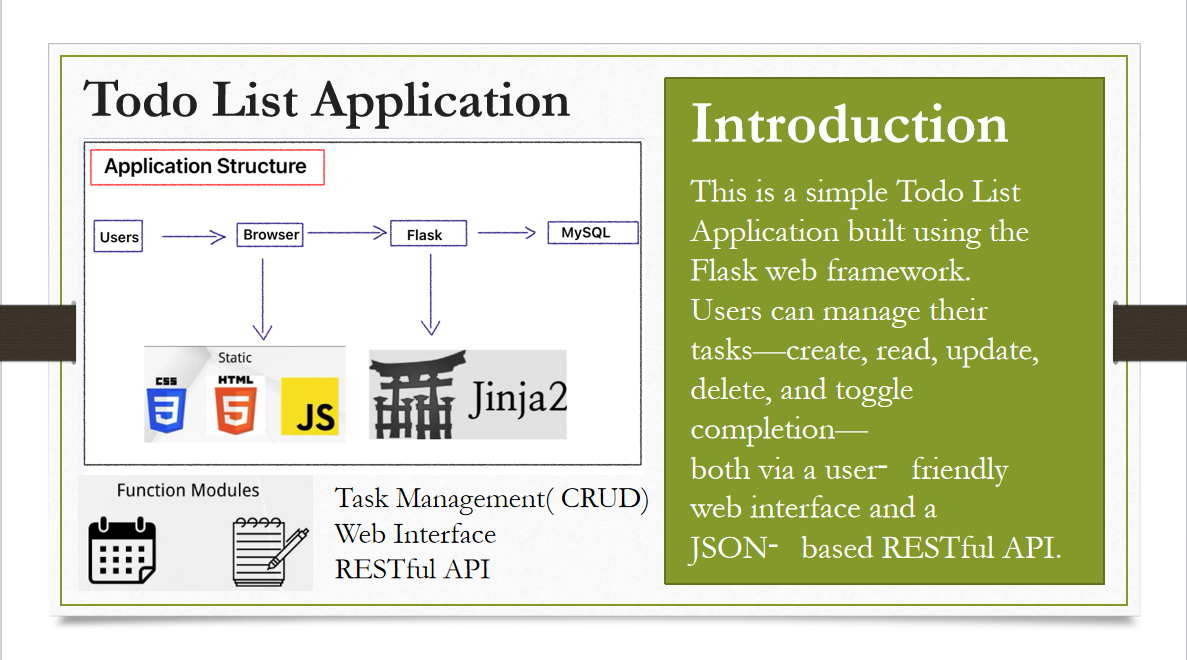 Todo List Application
Application Structure
Users
Browser
Flask
MySQL
Static
CSS
HTML
JS
Jinja2
Function Modules
Task Management( CRUD)
Web Interface
RESTful API
Introduction
This is a simple Todo List
Application built using the
Flask web framework.
Users can manage their
tasks—create, read, update,
delete, and toggle
completion—
both via a user- friendly
web interface and a
JSON- based RESTful API.